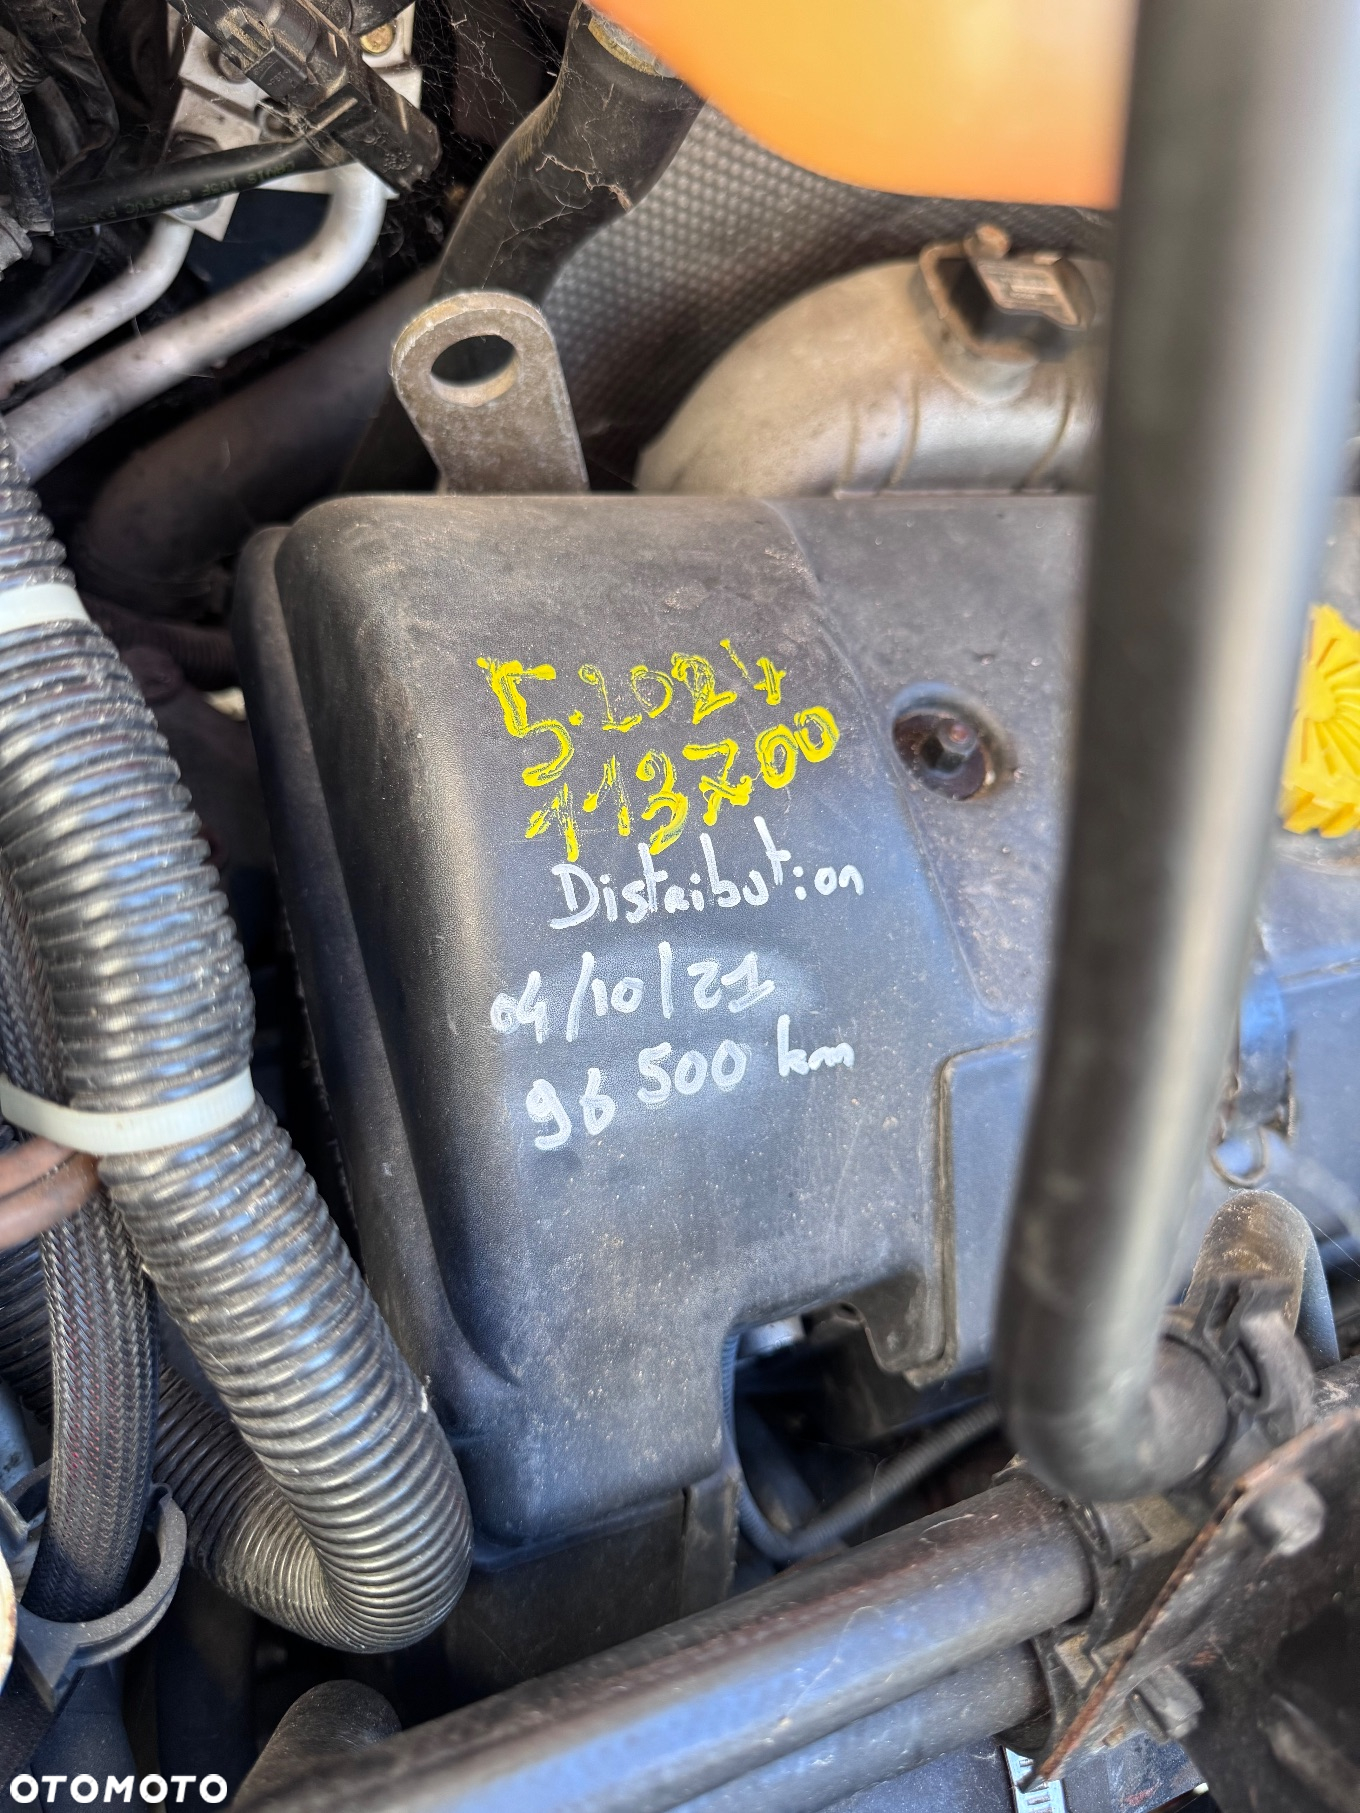 5.2024
113700
Distribution
04/10/21
96 500 km
OTOMOTO